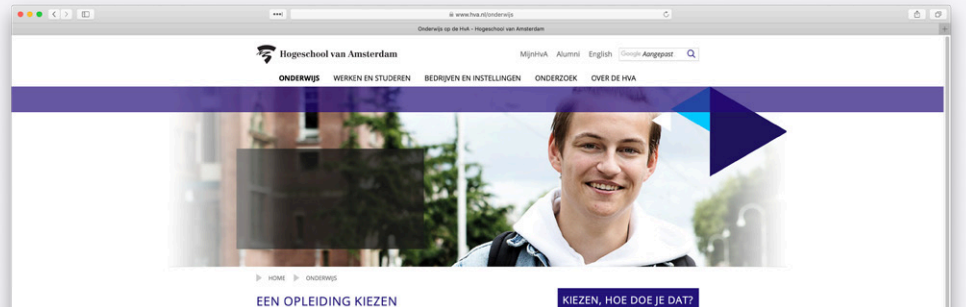 www.hva.nl/onderwijs
Onderwijs op de HvA - Hogeschool van Amsterdam
Hogeschool van Amsterdam
MijnHvA Alumni English Google Aangepast
ONDERWIJS WERKEN EN STUDEREN BEDRIJVEN EN INSTELLINGEN ONDERZOEK OVER DE HVA
HOME ONDERWIJS
EEN OPLEIDING KIEZEN
KIEZEN, HOE DOE JE DAT?